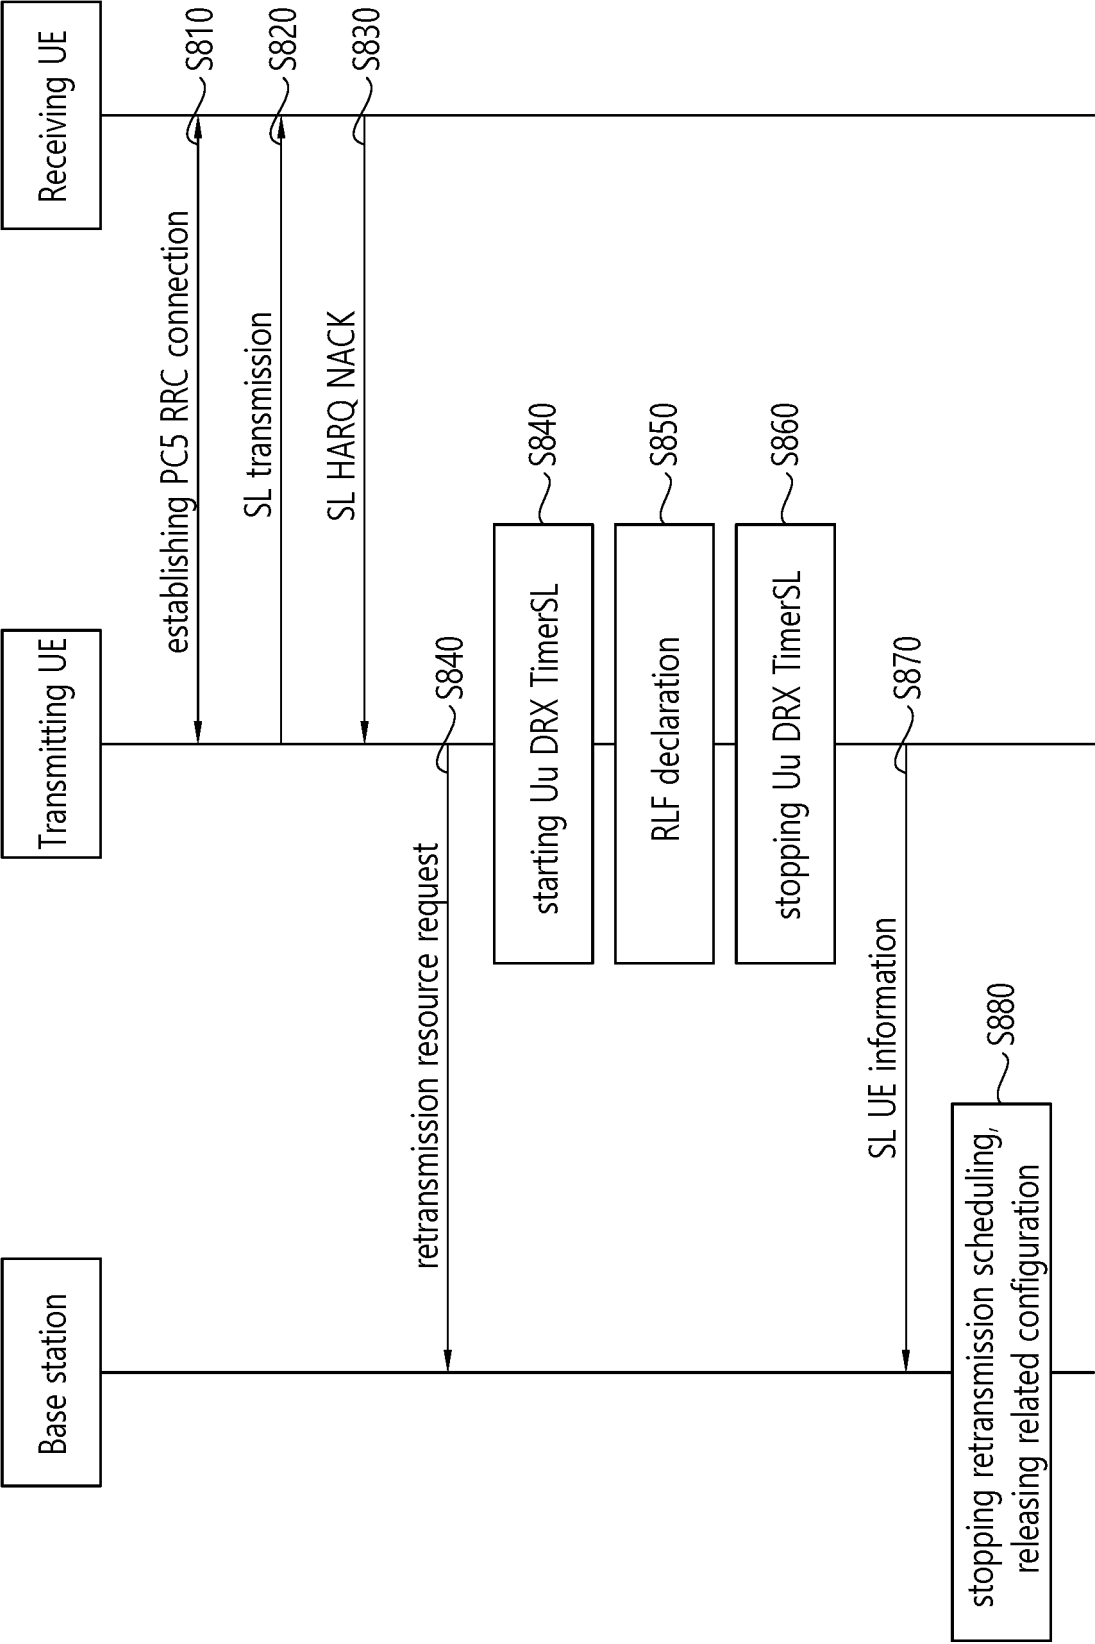 Base station
Transmitting UE
Receiving UE
establishing PC5 RRC connection
S810
SL transmission
S820
SL HARQ NACK
S830
retransmission resource request
S840
starting Uu DRX TimerSL
S840
RLF declaration
S850
stopping Uu DRX TimerSL
S860
SL UE information
S870
stopping retransmission scheduling,
releasing related configuration
S880